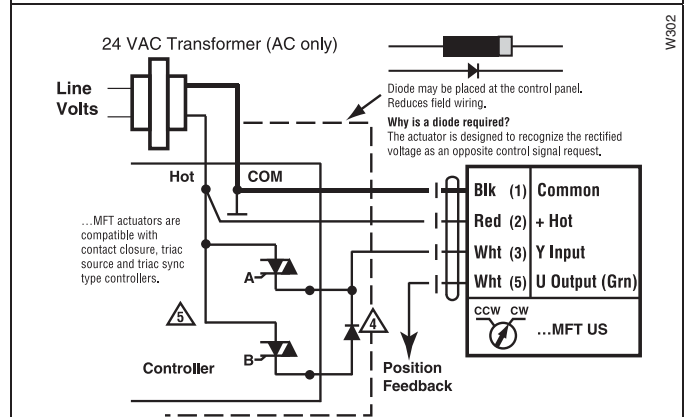 W302
24 VAC Transformer (AC only)
Line
Volts
Diode may be placed at the control panel.
Reduces field wiring.
Why is a diode required?
The actuator is designed to recognize the rectified
voltage as an opposite control signal request.
Hot
COM
...MFT actuators are
compatible with
contact closure, triac
source and triac sync
type controllers.
A
5
B
4
Controller
Position
Feedback
Blk (1) Common
Red (2) + Hot
Wht (3) Y Input
Wht (5) U Output (Grn)
CCW CW
...MFT US